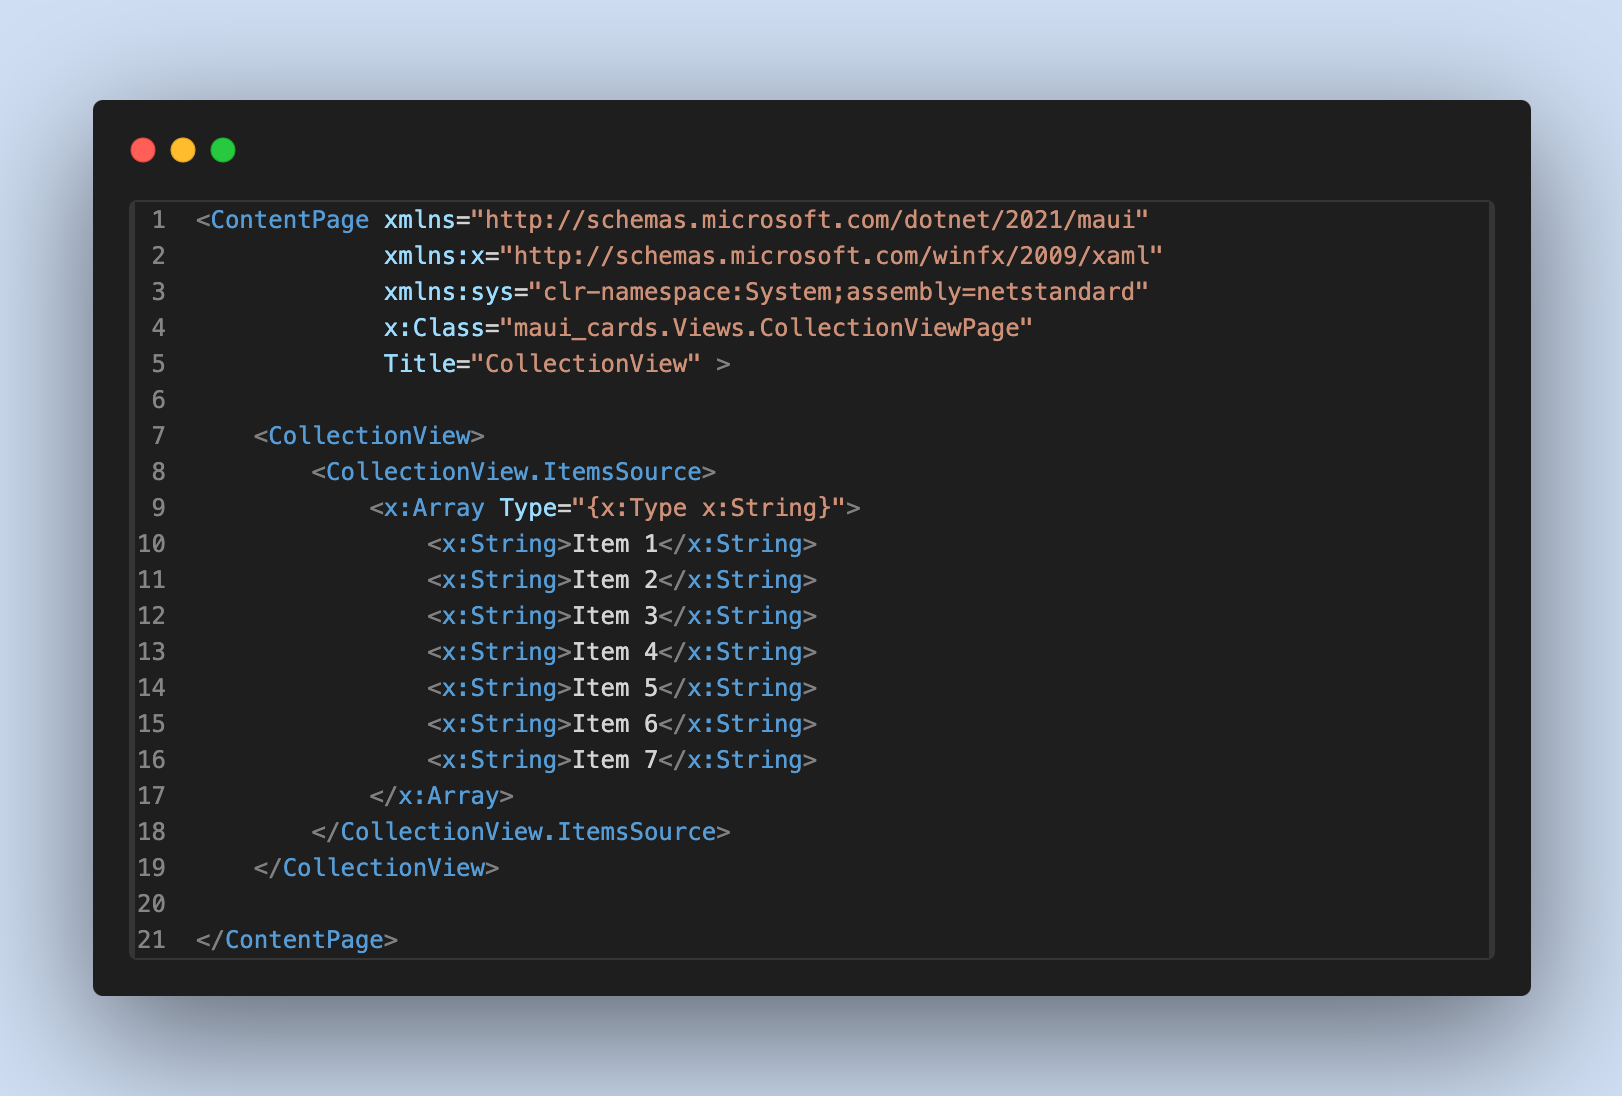 1 <ContentPage xmlns="http://schemas.microsoft.com/dotnet/2021/maui"
2              xmlns:x="http://schemas.microsoft.com/winfx/2009/xaml"
3              xmlns:sys="clr-namespace:System;assembly=netstandard"
4              x:Class="maui_cards.Views.CollectionViewPage"
5              Title="CollectionView" >
6
7     <CollectionView>
8         <CollectionView.ItemsSource>
9             <x:Array Type="{x:Type x:String}">
10                 <x:String>Item 1</x:String>
11                 <x:String>Item 2</x:String>
12                 <x:String>Item 3</x:String>
13                 <x:String>Item 4</x:String>
14                 <x:String>Item 5</x:String>
15                 <x:String>Item 6</x:String>
16                 <x:String>Item 7</x:String>
17             </x:Array>
18         </CollectionView.ItemsSource>
19     </CollectionView>
20
21 </ContentPage>